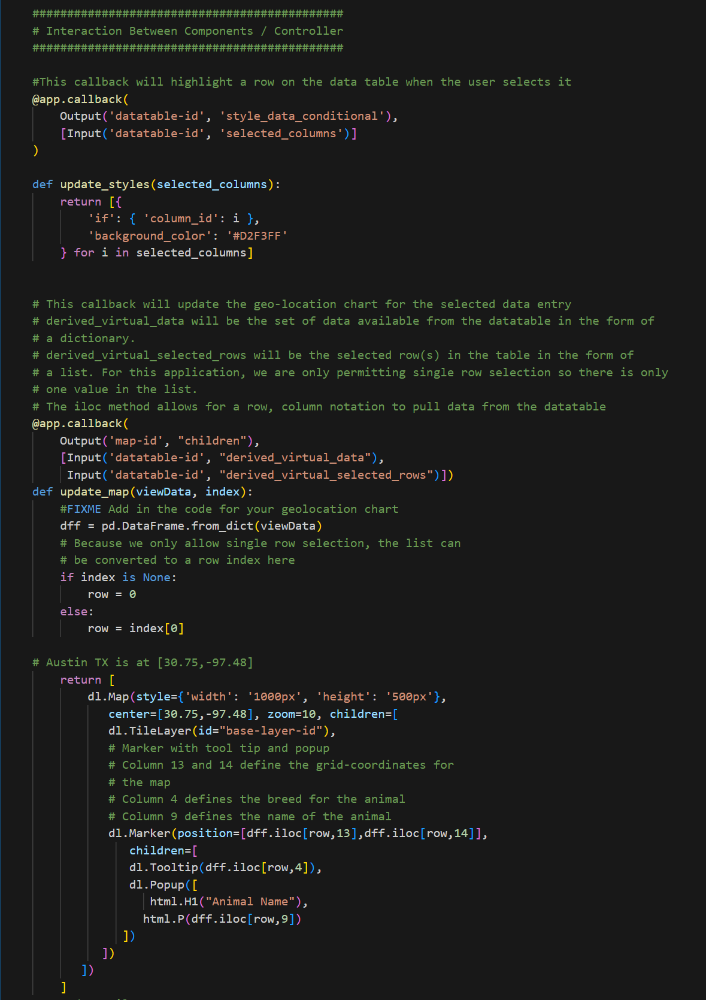 #############################################
# Interaction Between Components / Controller
#############################################
#This callback will highlight a row on the data table when the user selects it
@app.callback(
    Output('datatable-id', 'style_data_conditional'),
    [Input('datatable-id', 'selected_columns')]
)
def update_styles(selected_columns):
    return [{
        'if': { 'column_id': i },
        'background_color': '#D2F3FF'
    } for i in selected_columns]
# This callback will update the geo-location chart for the selected data entry
# derived_virtual_data will be the set of data available from the datatable in the form of
# a dictionary.
# derived_virtual_selected_rows will be the selected row(s) in the table in the form of
# a list. For this application, we are only permitting single row selection so there is only
# one value in the list.
# The iloc method allows for a row, column notation to pull data from the datatable
@app.callback(
    Output('map-id', "children"),
    [Input('datatable-id', "derived_virtual_data"),
     Input('datatable-id', "derived_virtual_selected_rows")])
def update_map(viewData, index):
    #FIXME Add in the code for your geolocation chart
    dff = pd.DataFrame.from_dict(viewData)
    # Because we only allow single row selection, the list can
    # be converted to a row index here
    if index is None:
        row = 0
    else:
        row = index[0]
# Austin TX is at [30.75,-97.48]
    return [
        dl.Map(style={'width': '1000px', 'height': '500px'},
           center=[30.75,-97.48], zoom=10, children=[
           dl.TileLayer(id="base-layer-id"),
           # Marker with tool tip and popup
           # Column 13 and 14 define the grid-coordinates for
           # the map
           # Column 4 defines the breed for the animal
           # Column 9 defines the name of the animal
           dl.Marker(position=[dff.iloc[row,13],dff.iloc[row,14]],
              children=[
              dl.Tooltip(dff.iloc[row,4]),
              dl.Popup([
                 html.H1("Animal Name"),
                html.P(dff.iloc[row,9])
             ])
          ])
       ])
    ]